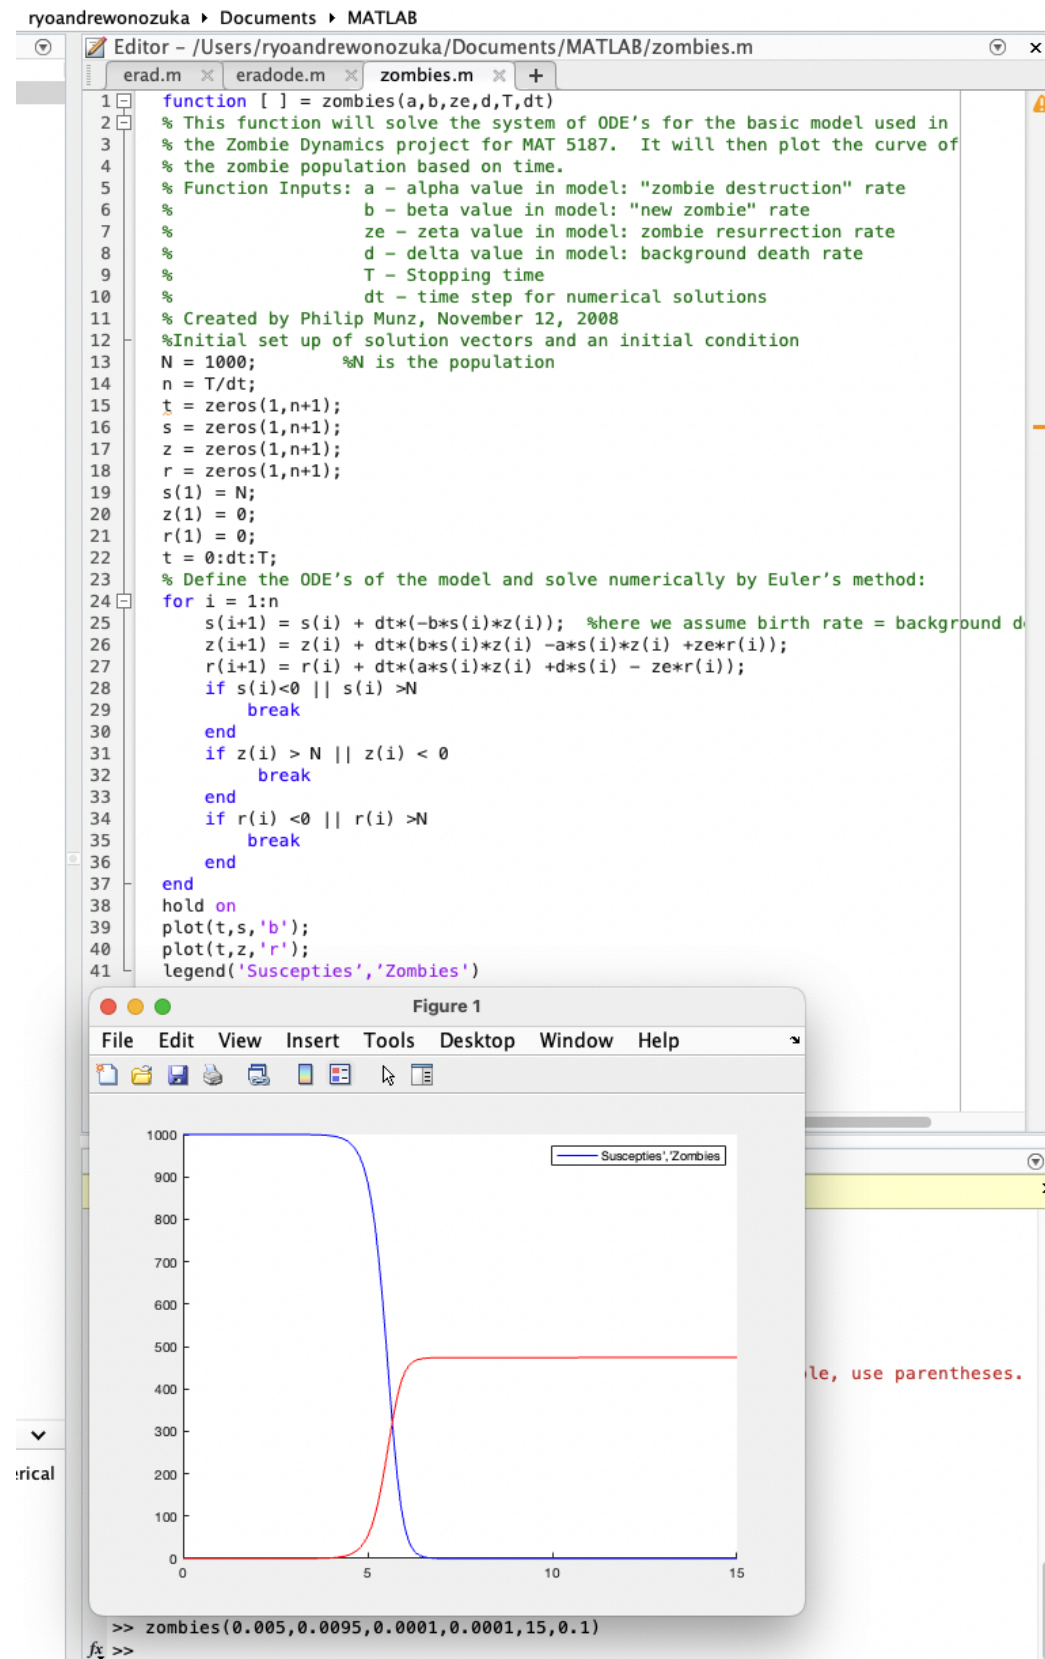 ryoandrewonozuka ▸ Documents ▸ MATLAB
Editor – /Users/ryoandrewonozuka/Documents/MATLAB/zombies.m
erad.m × eradode.m × zombies.m × +
1 function [ ] = zombies(a,b,ze,d,T,dt)
2 % This function will solve the system of ODE’s for the basic model used in
3 % the Zombie Dynamics project for MAT 5187.  It will then plot the curve of
4 % the zombie population based on time.
5 % Function Inputs: a – alpha value in model: "zombie destruction" rate
6 %                  b – beta value in model: "new zombie" rate
7 %                  ze – zeta value in model: zombie resurrection rate
8 %                  d – delta value in model: background death rate
9 %                  T – Stopping time
10 %                  dt – time step for numerical solutions
11 % Created by Philip Munz, November 12, 2008
12 %Initial set up of solution vectors and an initial condition
13 N = 1000;        %N is the population
14 n = T/dt;
15 t = zeros(1,n+1);
16 s = zeros(1,n+1);
17 z = zeros(1,n+1);
18 r = zeros(1,n+1);
19 s(1) = N;
20 z(1) = 0;
21 r(1) = 0;
22 t = 0:dt:T;
23 % Define the ODE’s of the model and solve numerically by Euler’s method:
24 for i = 1:n
25     s(i+1) = s(i) + dt*(-b*s(i)*z(i));  %here we assume birth rate = background d
26     z(i+1) = z(i) + dt*(b*s(i)*z(i) -a*s(i)*z(i) +ze*r(i));
27     r(i+1) = r(i) + dt*(a*s(i)*z(i) +d*s(i) – ze*r(i));
28     if s(i)<0 || s(i) >N
29         break
30     end
31     if z(i) > N || z(i) < 0
32          break
33     end
34     if r(i) <0 || r(i) >N
35         break
36     end
37 end
38 hold on
39 plot(t,s,'b');
40 plot(t,z,'r');
41 legend('Suscepties’,’Zombies')
Figure 1
File Edit View Insert Tools Desktop Window Help
1000
900
800
700
600
500
400
300
200
100
0
0 5 10 15
Suscepties’,’Zombies
le, use parentheses.
erical
>> zombies(0.005,0.0095,0.0001,0.0001,15,0.1)
fx >>